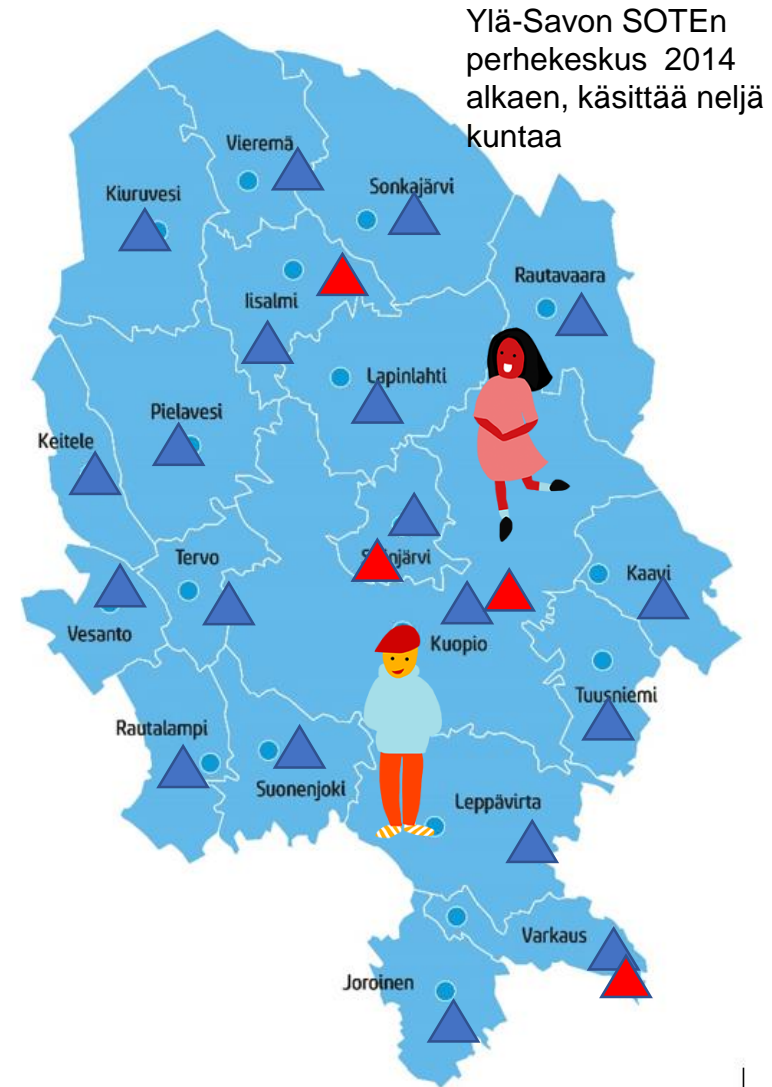 Ylä-Savon SOTEn
perhekeskus 2014
alkaen, käsittää neljä
kuntaa
Vieremä
Kiuruvesi
Sonkajärvi
Rautavaara
Iisalmi
Lapinlahti
Pielavesi
Keitele
Tervo
Kaavi
Vesanto
Kuopio
Tuusniemi
Rautalampi
Suonenjoki
Leppävirta
Varkaus
Joroinen